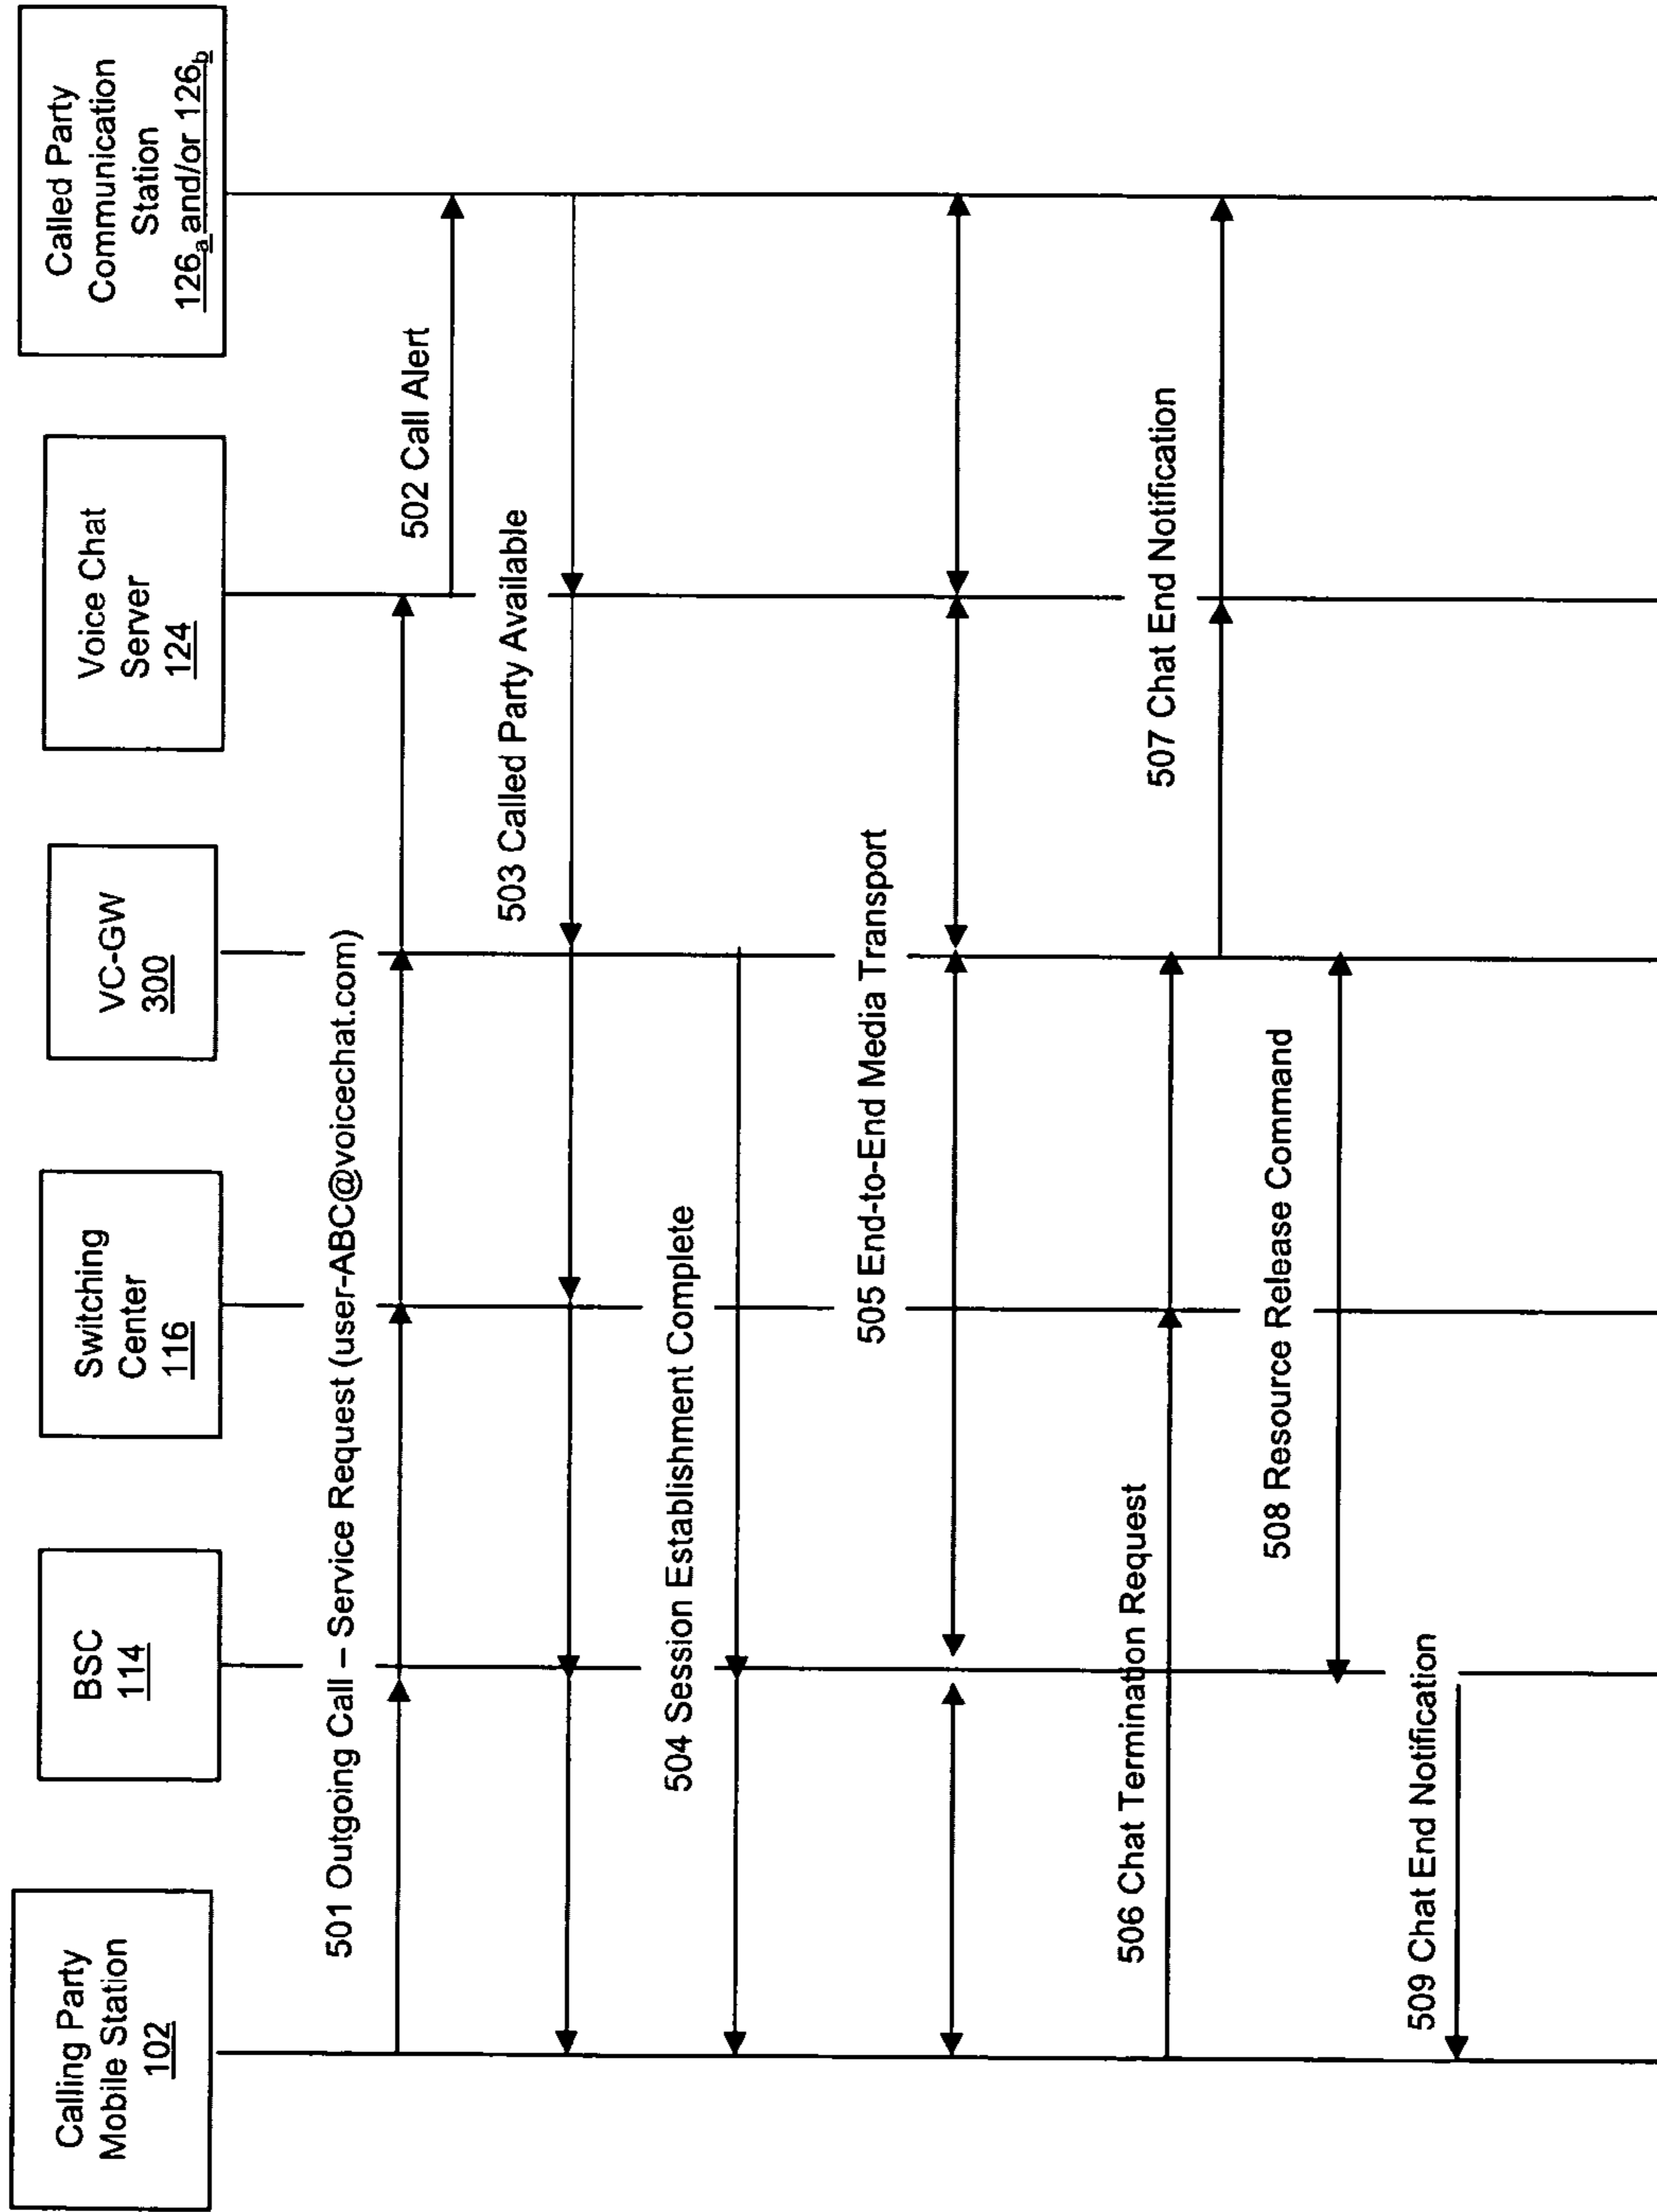 Calling Party
Mobile Station
102
BSC
114
Switching
Center
116
VC-GW
300
Voice Chat
Server
124
Called Party
Communication
Station
126a and/or 126b
501 Outgoing Call – Service Request (user-ABC@voicechat.com)
502 Call Alert
503 Called Party Available
504 Session Establishment Complete
505 End-to-End Media Transport
506 Chat Termination Request
507 Chat End Notification
508 Resource Release Command
509 Chat End Notification